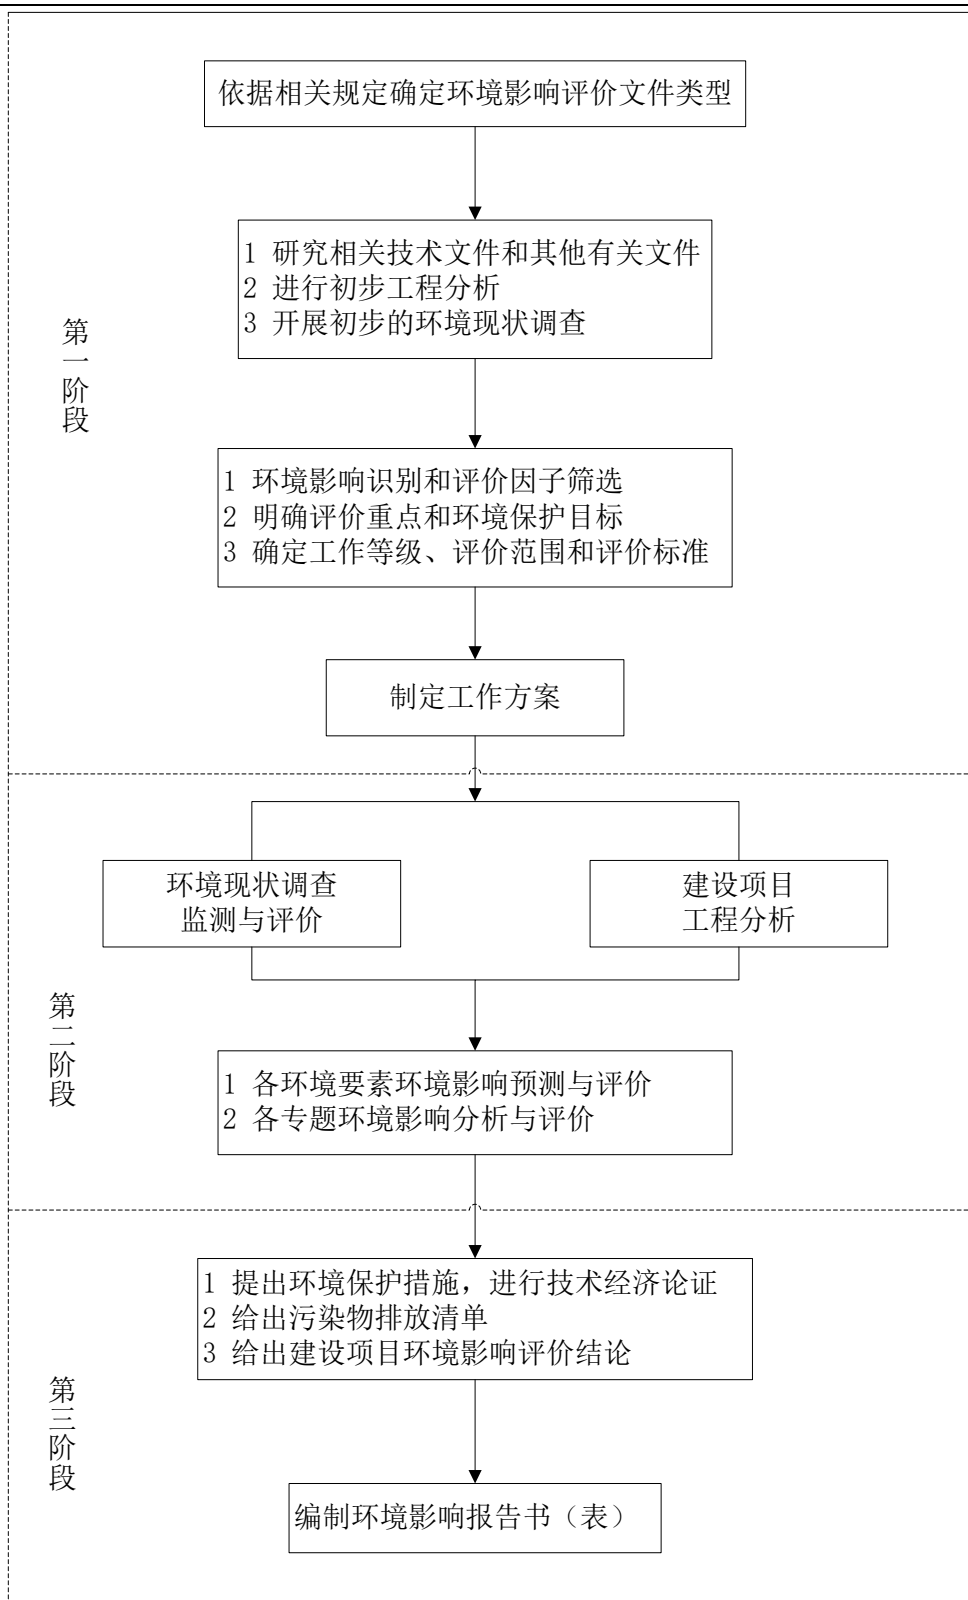 依据相关规定确定环境影响评价文件类型
1 研究相关技术文件和其他有关文件
2 进行初步工程分析
3 开展初步的环境现状调查
第一阶段
1 环境影响识别和评价因子筛选
2 明确评价重点和环境保护目标
3 确定工作等级、评价范围和评价标准
制定工作方案
环境现状调查
监测与评价
建设项目
工程分析
第二阶段
1 各环境要素环境影响预测与评价
2 各专题环境影响分析与评价
1 提出环境保护措施，进行技术经济论证
2 给出污染物排放清单
3 给出建设项目环境影响评价结论
第三阶段
编制环境影响报告书（表）